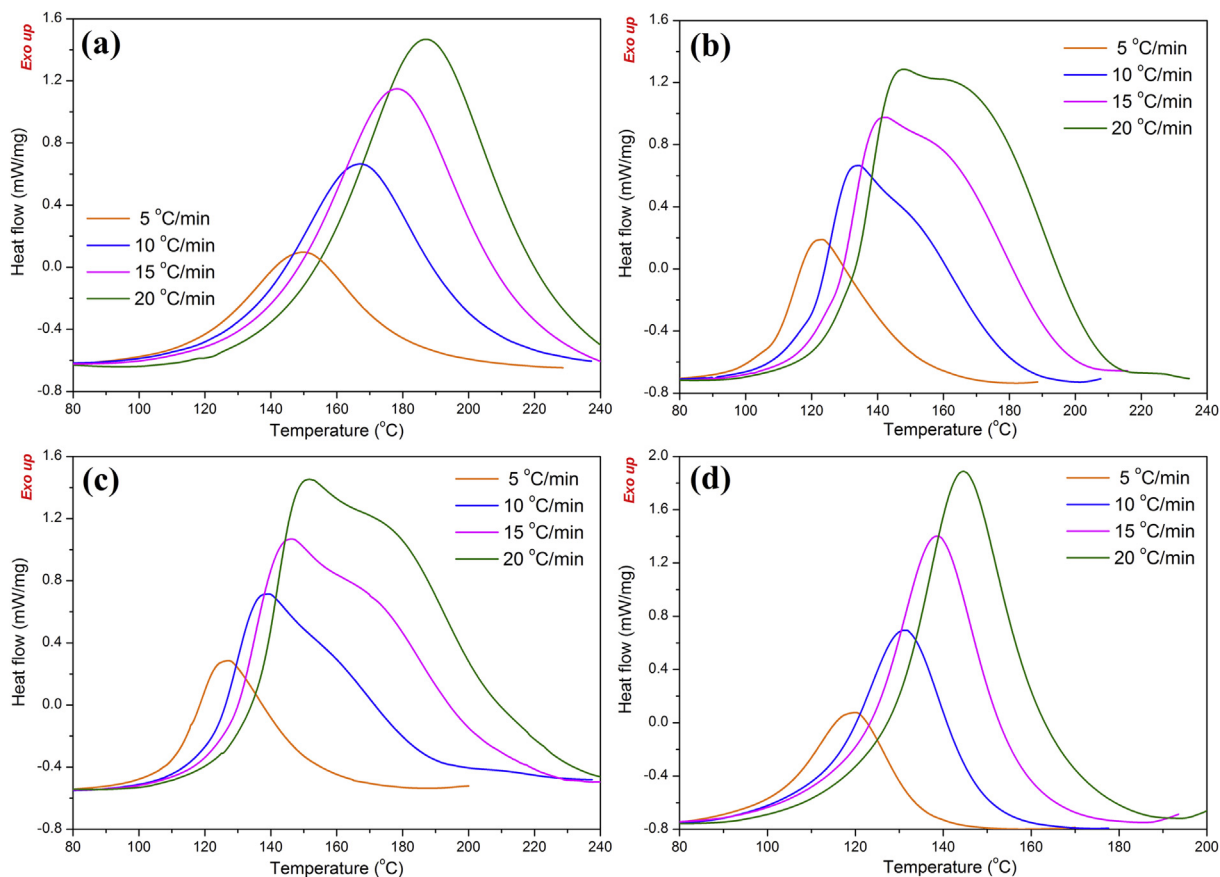 Exo up
(a)
1.6
1.2
0.8
0.4
0.0
-0.4
-0.8
Heat flow (mW/mg)
5 °C/min
10 °C/min
15 °C/min
20 °C/min
80 100 120 140 160 180 200 220 240
Temperature (°C)
Exo up
(b)
1.6
1.2
0.8
0.4
0.0
-0.4
-0.8
Heat flow (mW/mg)
5 °C/min
10 °C/min
15 °C/min
20 °C/min
80 100 120 140 160 180 200 220 240
Temperature (°C)
Exo up
(c)
1.6
1.2
0.8
0.4
0.0
-0.4
-0.8
Heat flow (mW/mg)
5 °C/min
10 °C/min
15 °C/min
20 °C/min
80 100 120 140 160 180 200 220 240
Temperature (°C)
Exo up
(d)
2.0
1.6
1.2
0.8
0.4
0.0
-0.4
-0.8
Heat flow (mW/mg)
5 °C/min
10 °C/min
15 °C/min
20 °C/min
80 100 120 140 160 180 200
Temperature (°C)